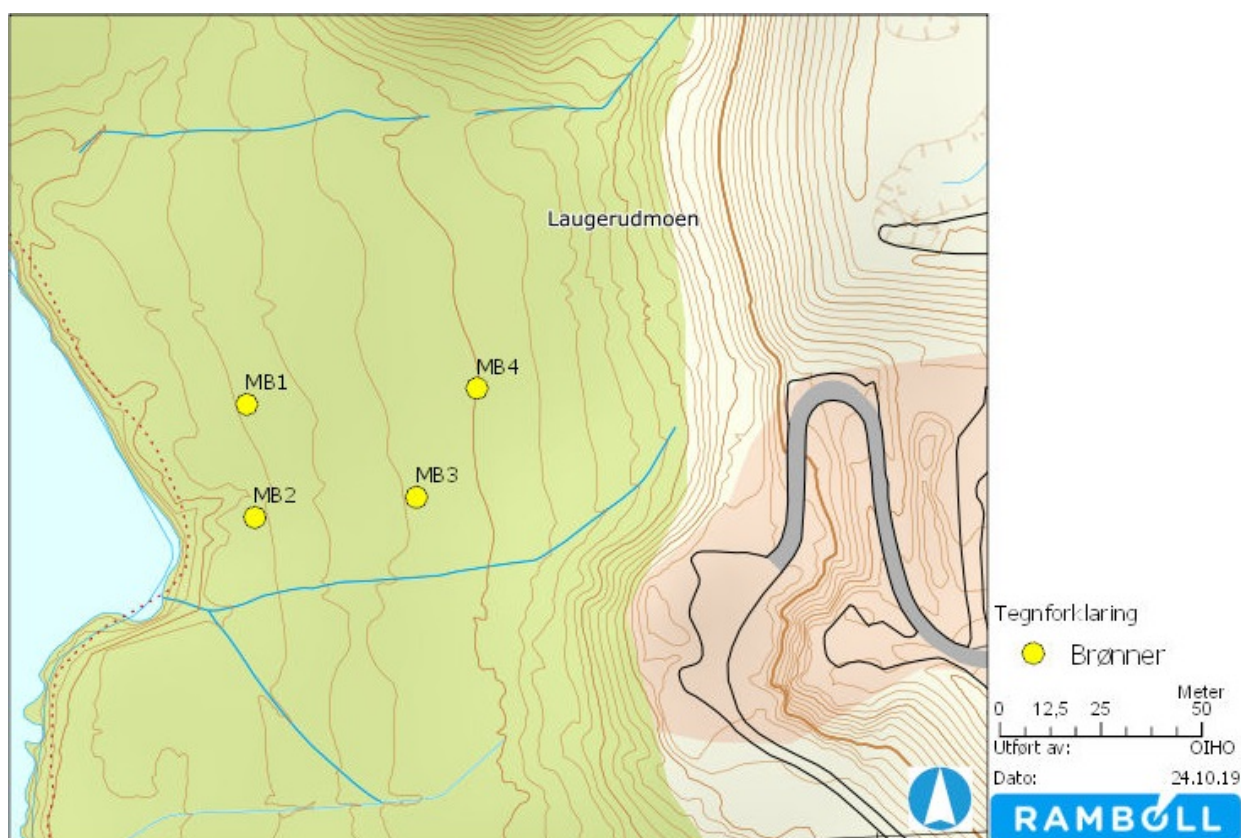 Laugerudmoen
MB4
MB1
MB3
MB2
Tegnforklaring
Brønner
Meter
0 12,5 25 50
Utført av: OIHO
Dato: 24.10.19
RAMBOLL